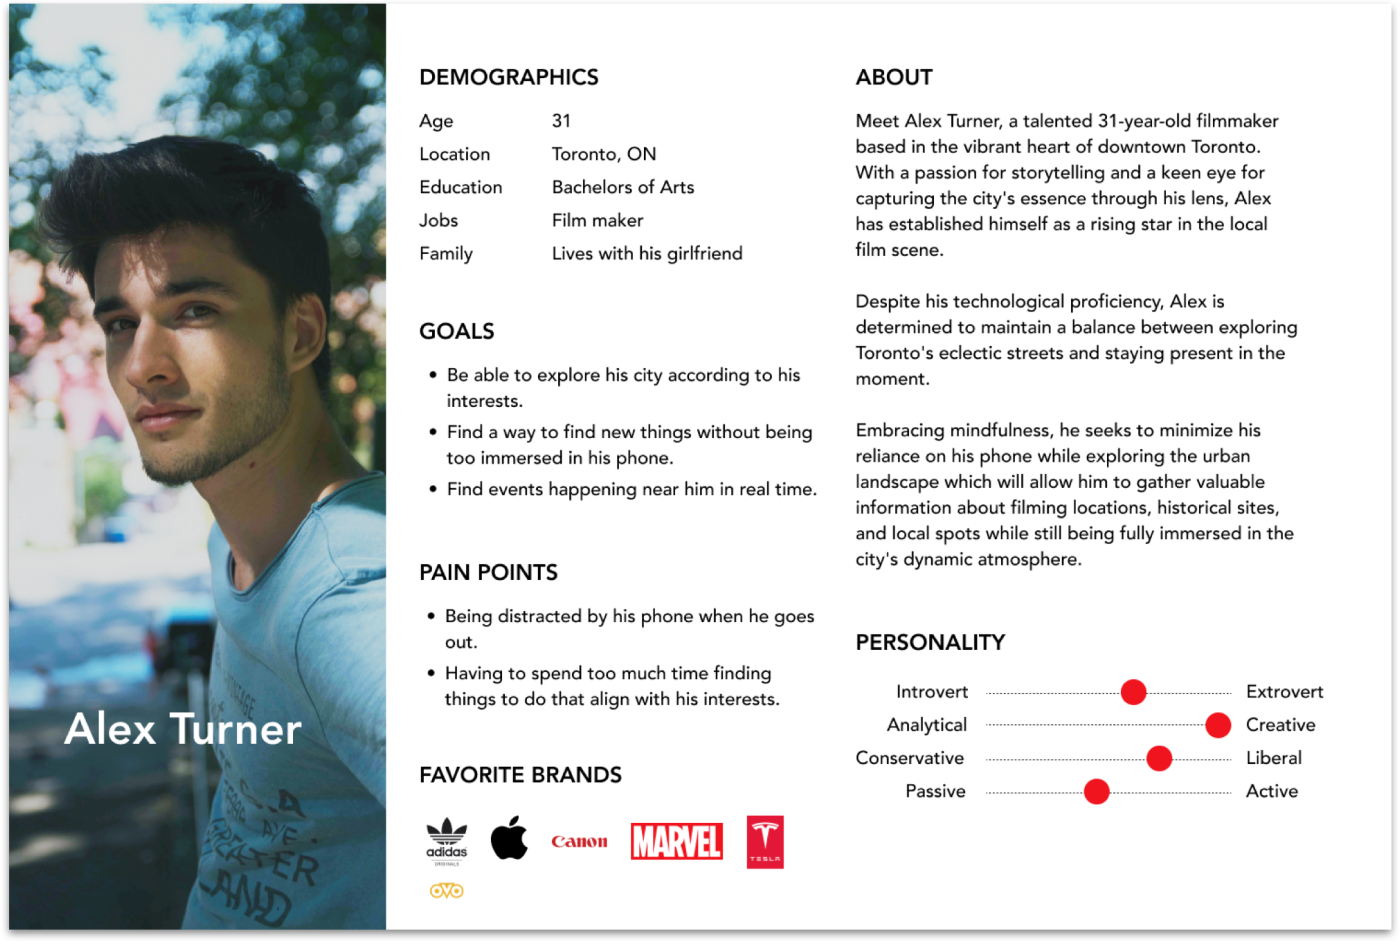 DEMOGRAPHICS
Age 31
Location Toronto, ON
Education Bachelors of Arts
Jobs Film maker
Family Lives with his girlfriend
GOALS
• Be able to explore his city according to his
interests.
• Find a way to find new things without being
too immersed in his phone.
• Find events happening near him in real time.
PAIN POINTS
• Being distracted by his phone when he goes
out.
• Having to spend too much time finding
things to do that align with his interests.
FAVORITE BRANDS
adidas
ORIGINALS
Canon
MARVEL
TESLA
OVO
ABOUT
Meet Alex Turner, a talented 31-year-old filmmaker
based in the vibrant heart of downtown Toronto.
With a passion for storytelling and a keen eye for
capturing the city's essence through his lens, Alex
has established himself as a rising star in the local
film scene.
Despite his technological proficiency, Alex is
determined to maintain a balance between exploring
Toronto's eclectic streets and staying present in the
moment.
Embracing mindfulness, he seeks to minimize his
reliance on his phone while exploring the urban
landscape which will allow him to gather valuable
information about filming locations, historical sites,
and local spots while still being fully immersed in the
city's dynamic atmosphere.
PERSONALITY
Introvert Extrovert
Analytical Creative
Conservative Liberal
Passive Active
Alex Turner